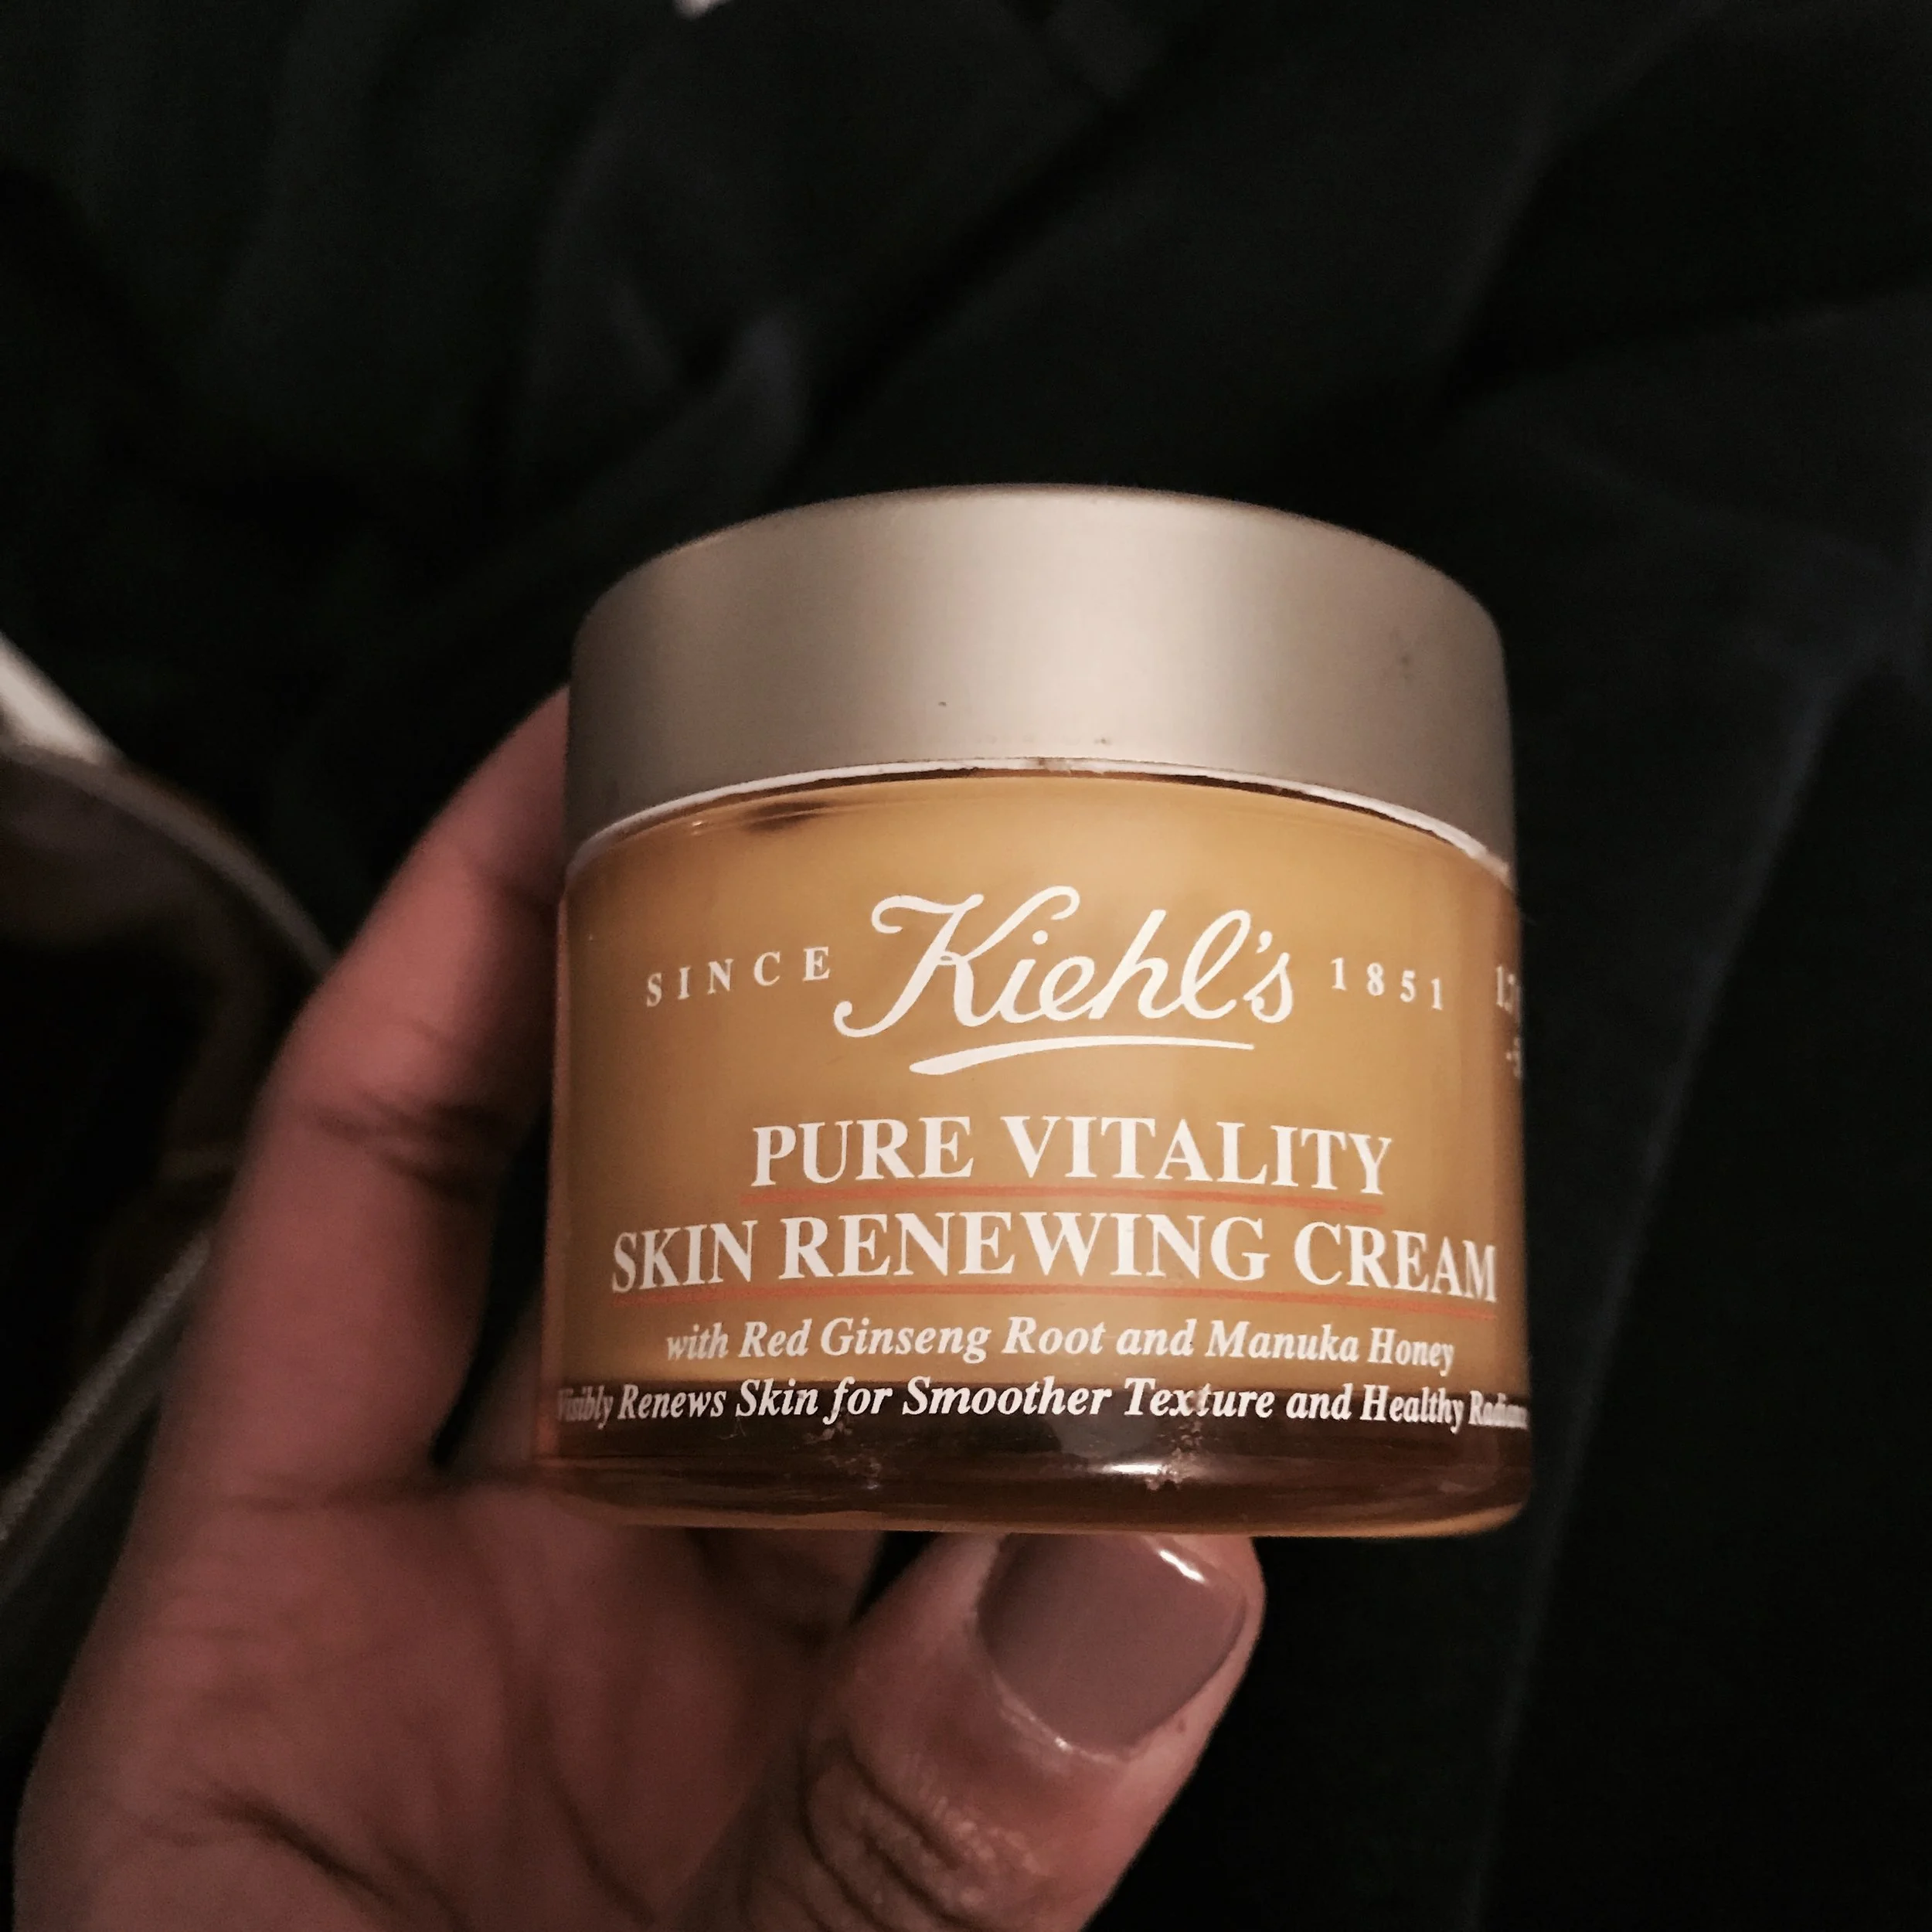 SINCE Kiehl's 1851
PURE VITALITY
SKIN RENEWING CREAM
with Red Ginseng Root and Manuka Honey
Visibly Renews Skin for Smoother Texture and Healthy